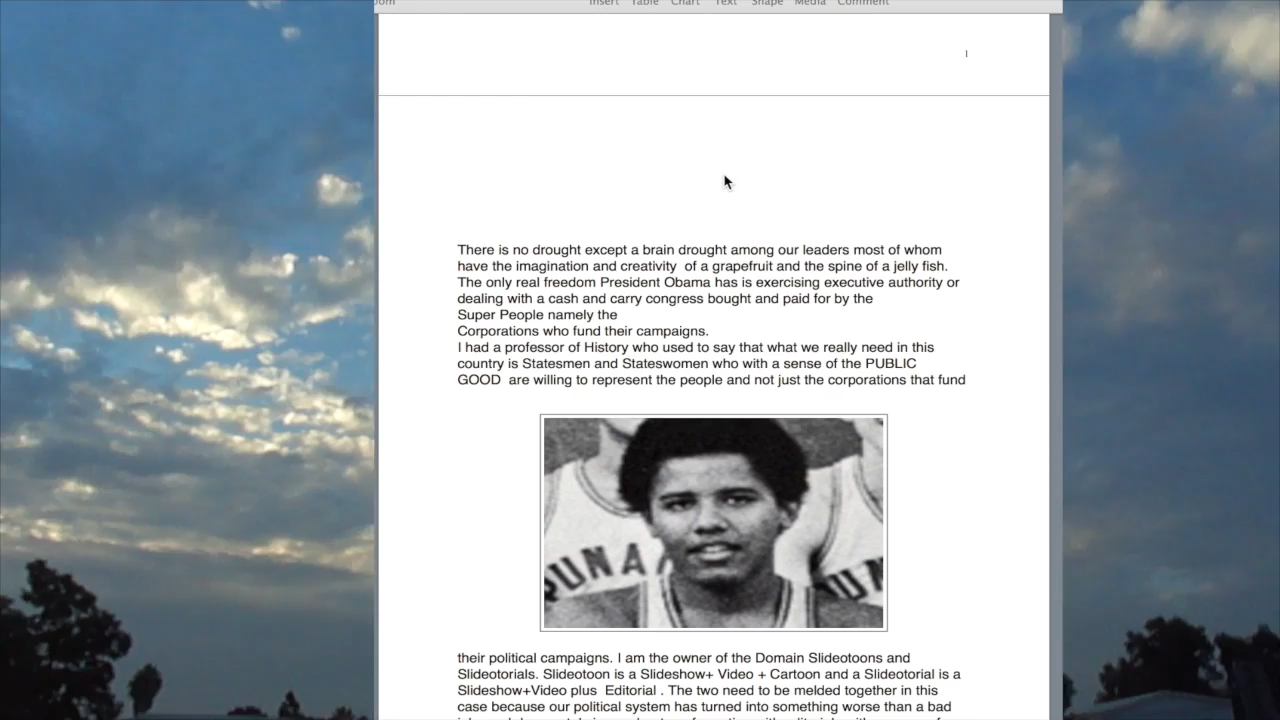 Insert Table Chart Text Shape Media Comment
There is no drought except a brain drought among our leaders most of whom
have the imagination and creativity  of a grapefruit and the spine of a jelly fish.
The only real freedom President Obama has is exercising executive authority or
dealing with a cash and carry congress bought and paid for by the
Super People namely the
Corporations who fund their campaigns.
I had a professor of History who used to say that what we really need in this
country is Statesmen and Stateswomen who with a sense of the PUBLIC
GOOD  are willing to represent the people and not just the corporations that fund
their political campaigns. I am the owner of the Domain Slideotoons and
Slideotorials. Slideotoon is a Slideshow+ Video + Cartoon and a Slideotorial is a
Slideshow+Video plus  Editorial . The two need to be melded together in this
case because our political system has turned into something worse than a bad